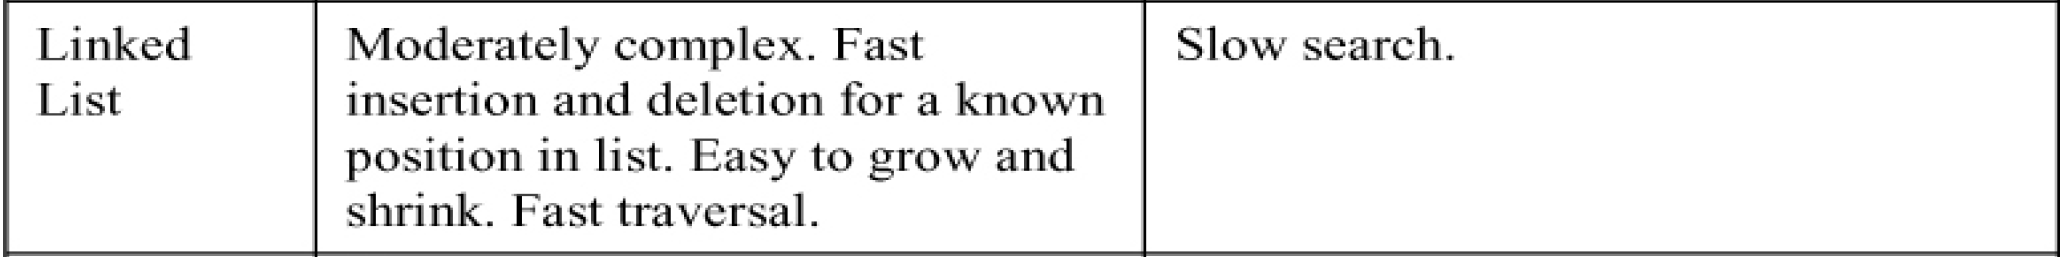 Linked
List
Moderately complex. Fast
insertion and deletion for a known
position in list. Easy to grow and
shrink. Fast traversal.
Slow search.